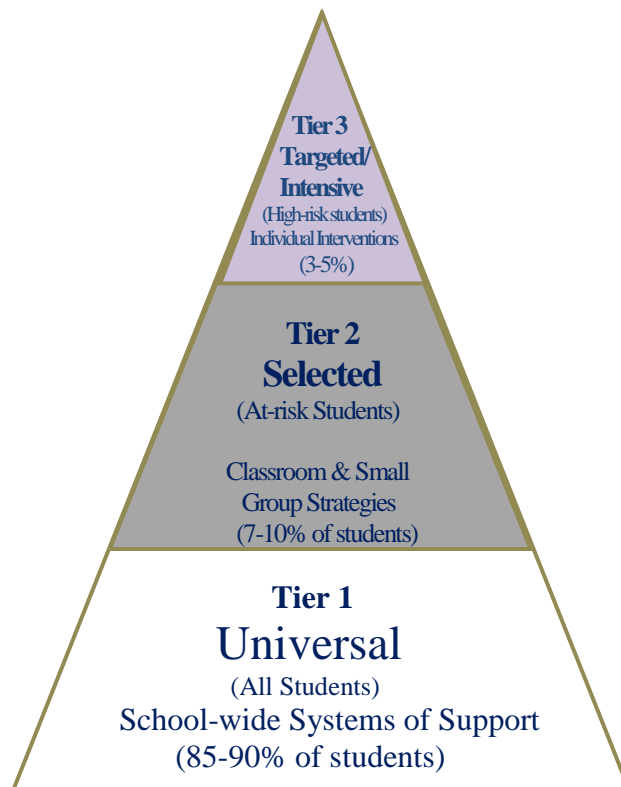 Tier 3
Targeted/
Intensive
(High-risk students)
Individual Interventions
(3-5%)
Tier 2
Selected
(At-risk Students)
Classroom & Small
Group Strategies
(7-10% of students)
Tier 1
Universal
(All Students)
School-wide Systems of Support
(85-90% of students)